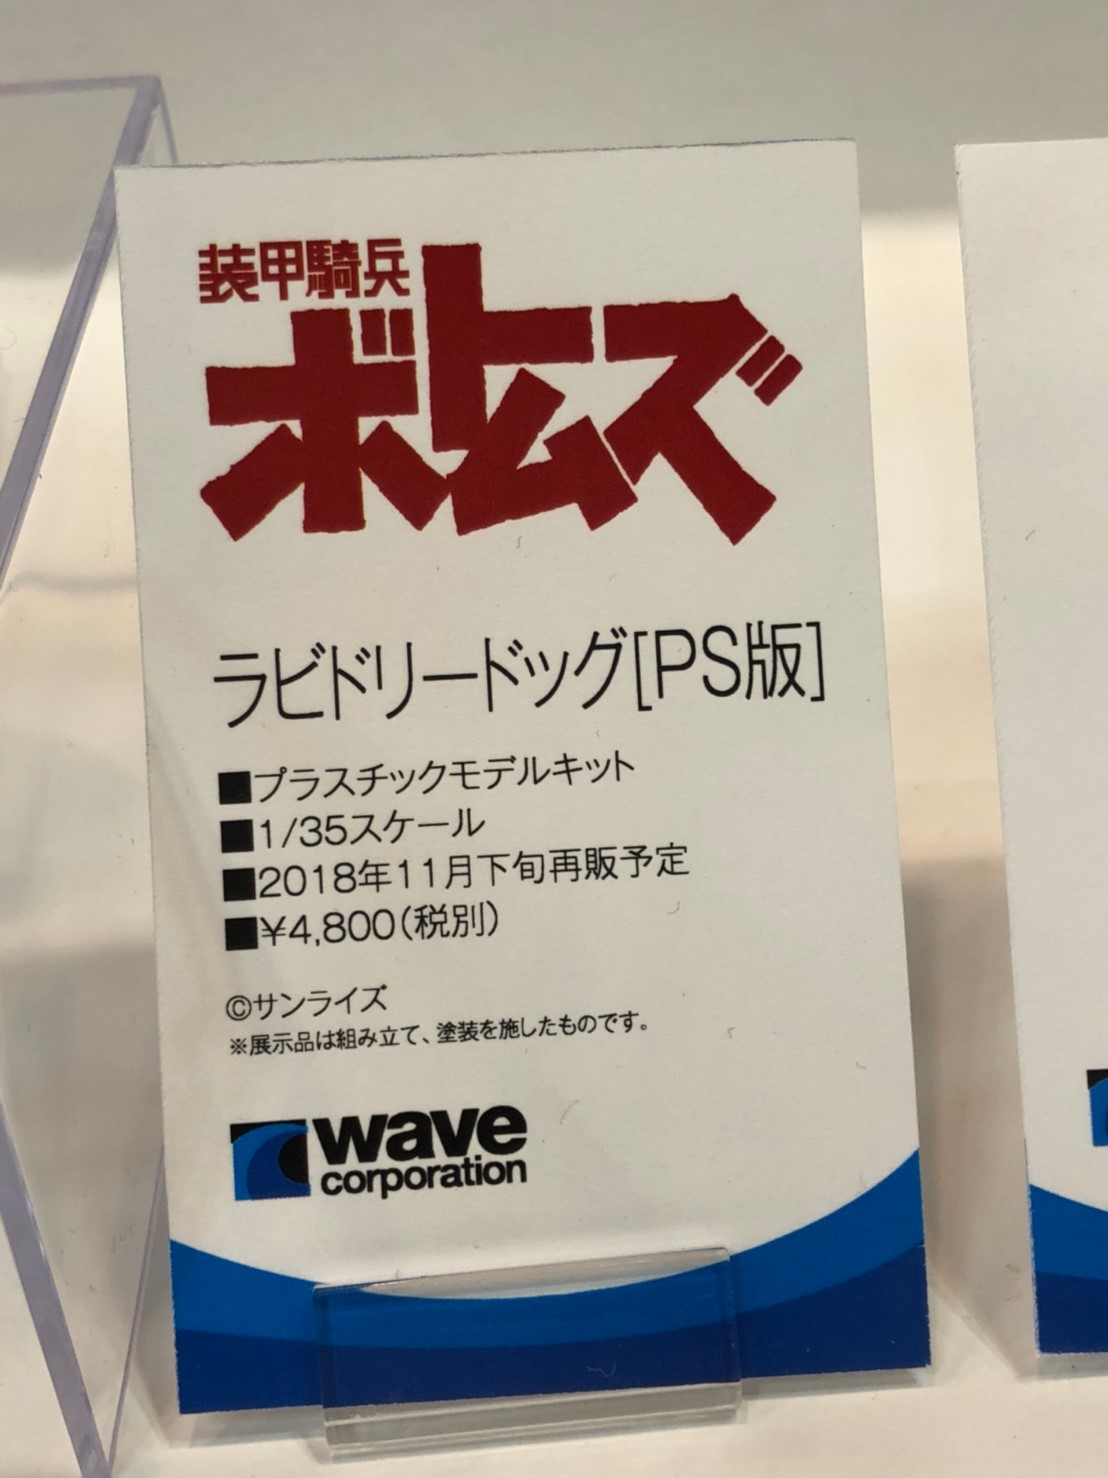 装甲騎兵
ボトムズ
ラビドリードッグ[PS版]
■プラスチックモデルキット
■1/35スケール
■2018年11月下旬再販予定
■¥4,800(税別)
©サンライズ
※展示品は組み立て、塗装を施したものです。
wave
corporation